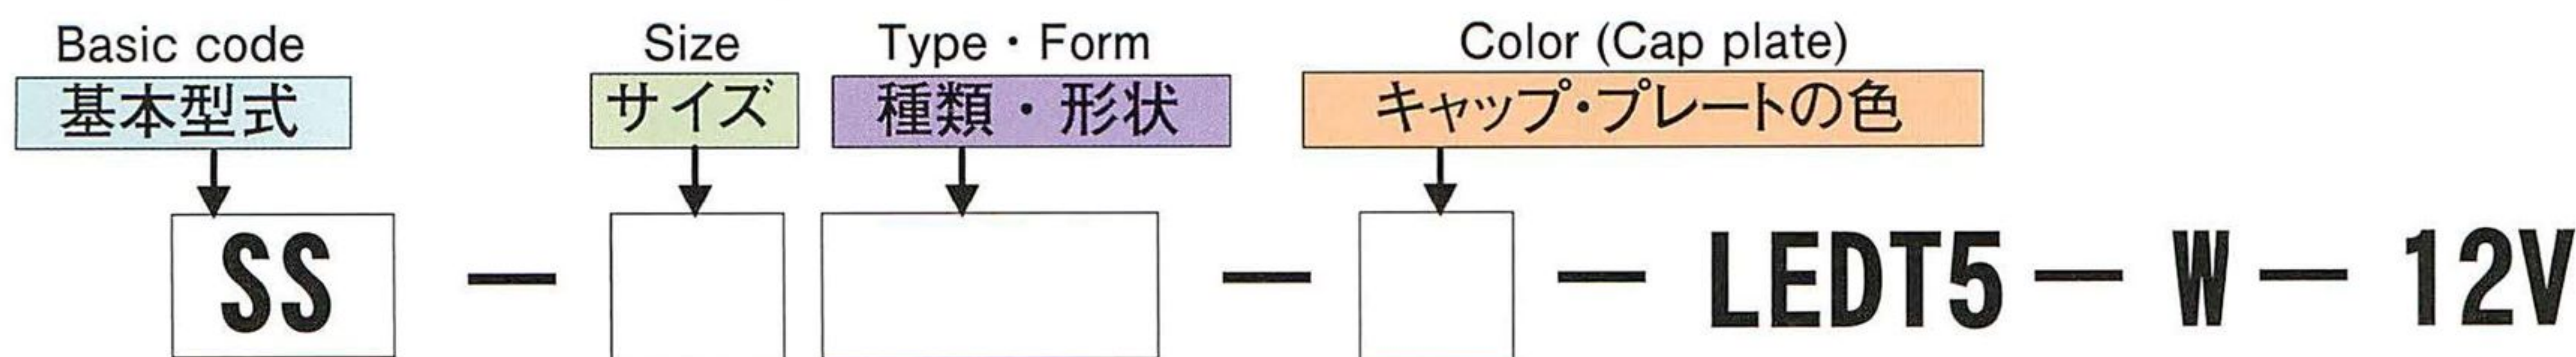 Basic code Size Type・Form Color (Cap plate)
基本型式 サイズ 種類・形状 キャップ・プレートの色
SS — — — LEDT5 — W — 12V